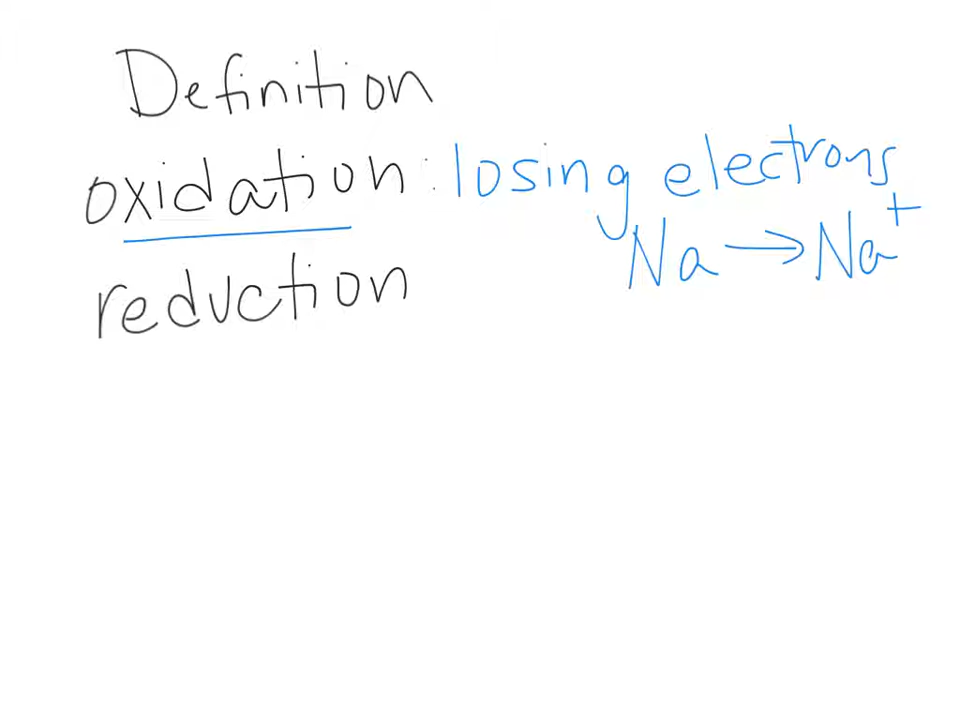 Definition
oxidation: losing electrons
Na → Na⁺
reduction